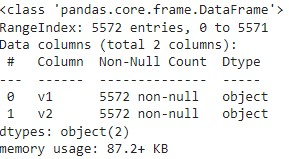 <class 'pandas.core.frame.DataFrame'>
RangeIndex: 5572 entries, 0 to 5571
Data columns (total 2 columns):
 #   Column  Non-Null Count  Dtype
---  ------  --------------  -----
 0   v1      5572 non-null   object
 1   v2      5572 non-null   object
dtypes: object(2)
memory usage: 87.2+ KB